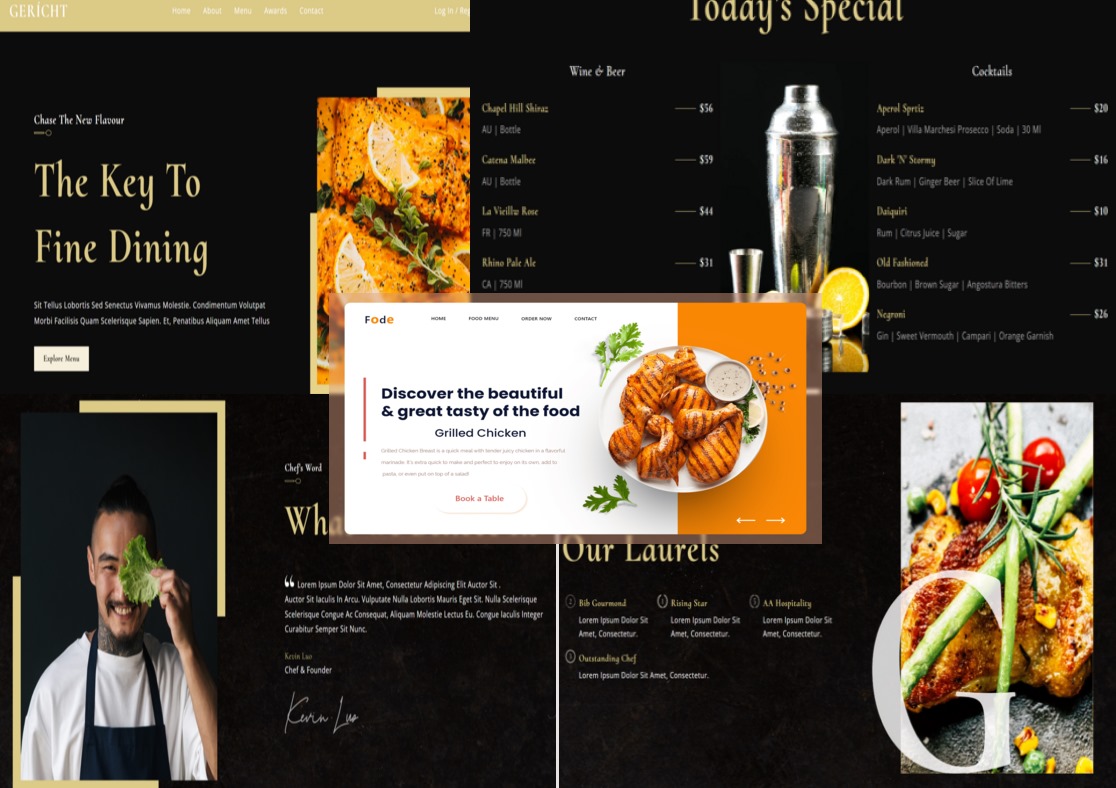 GERÍCHT
Home About Menu Awards Contact
Log In / Reg
Chase The New Flavour
The Key To
Fine Dining
Sit Tellus Lobortis Sed Senectus Vivamus Molestie. Condimentum Volutpat
Morbi Facilisis Quam Scelerisque Sapien. Et, Penatibus Aliquam Amet Tellus
Explore Menu
Today's Special
Wine & Beer
Chapel Hill Shiraz $56
AU | Bottle
Catena Malbee $59
AU | Bottle
La Vieillw Rose $44
FR | 750 Ml
Rhino Pale Ale $31
CA | 750 Ml
Cocktails
Aperol Sprtiz $20
Aperol | Villa Marchesi Prosecco | Soda | 30 Ml
Dark 'N' Stormy $16
Dark Rum | Ginger Beer | Slice Of Lime
Daiquiri $10
Rum | Citrus Juice | Sugar
Old Fashioned $31
Bourbon | Brown Sugar | Angostura Bitters
Negroni $26
Gin | Sweet Vermouth | Campari | Orange Garnish
Fode
HOME FOOD MENU ORDER NOW CONTACT
Discover the beautiful
& great tasty of the food
Grilled Chicken
Grilled Chicken Breast is a quick meal with tender juicy chicken in a flavorful
marinade. It's extra quick to make and perfect to enjoy on its own, add to
pasta, or even put on top of a salad!
Book a Table
Chef's Word
Wh
“ Lorem Ipsum Dolor Sit Amet, Consectetur Adipiscing Elit Auctor Sit .
Auctor Sit Iaculis In Arcu. Vulputate Nulla Lobortis Mauris Eget Sit. Nulla Scelerisque
Scelerisque Congue Ac Consequat, Aliquam Molestie Lectus Eu. Congue Iaculis Integer
Curabitur Semper Sit Nunc.
Kevin Luo
Chef & Founder
Kevin Luo
Our Laurels
2 Bib Gourmond
Lorem Ipsum Dolor Sit
Amet, Consectetur.
Rising Star
Lorem Ipsum Dolor Sit
Amet, Consectetur.
AA Hospitality
Lorem Ipsum Dolor Sit
Amet, Consectetur.
3 Outstanding Chef
Lorem Ipsum Dolor Sit Amet, Consectetur.
G